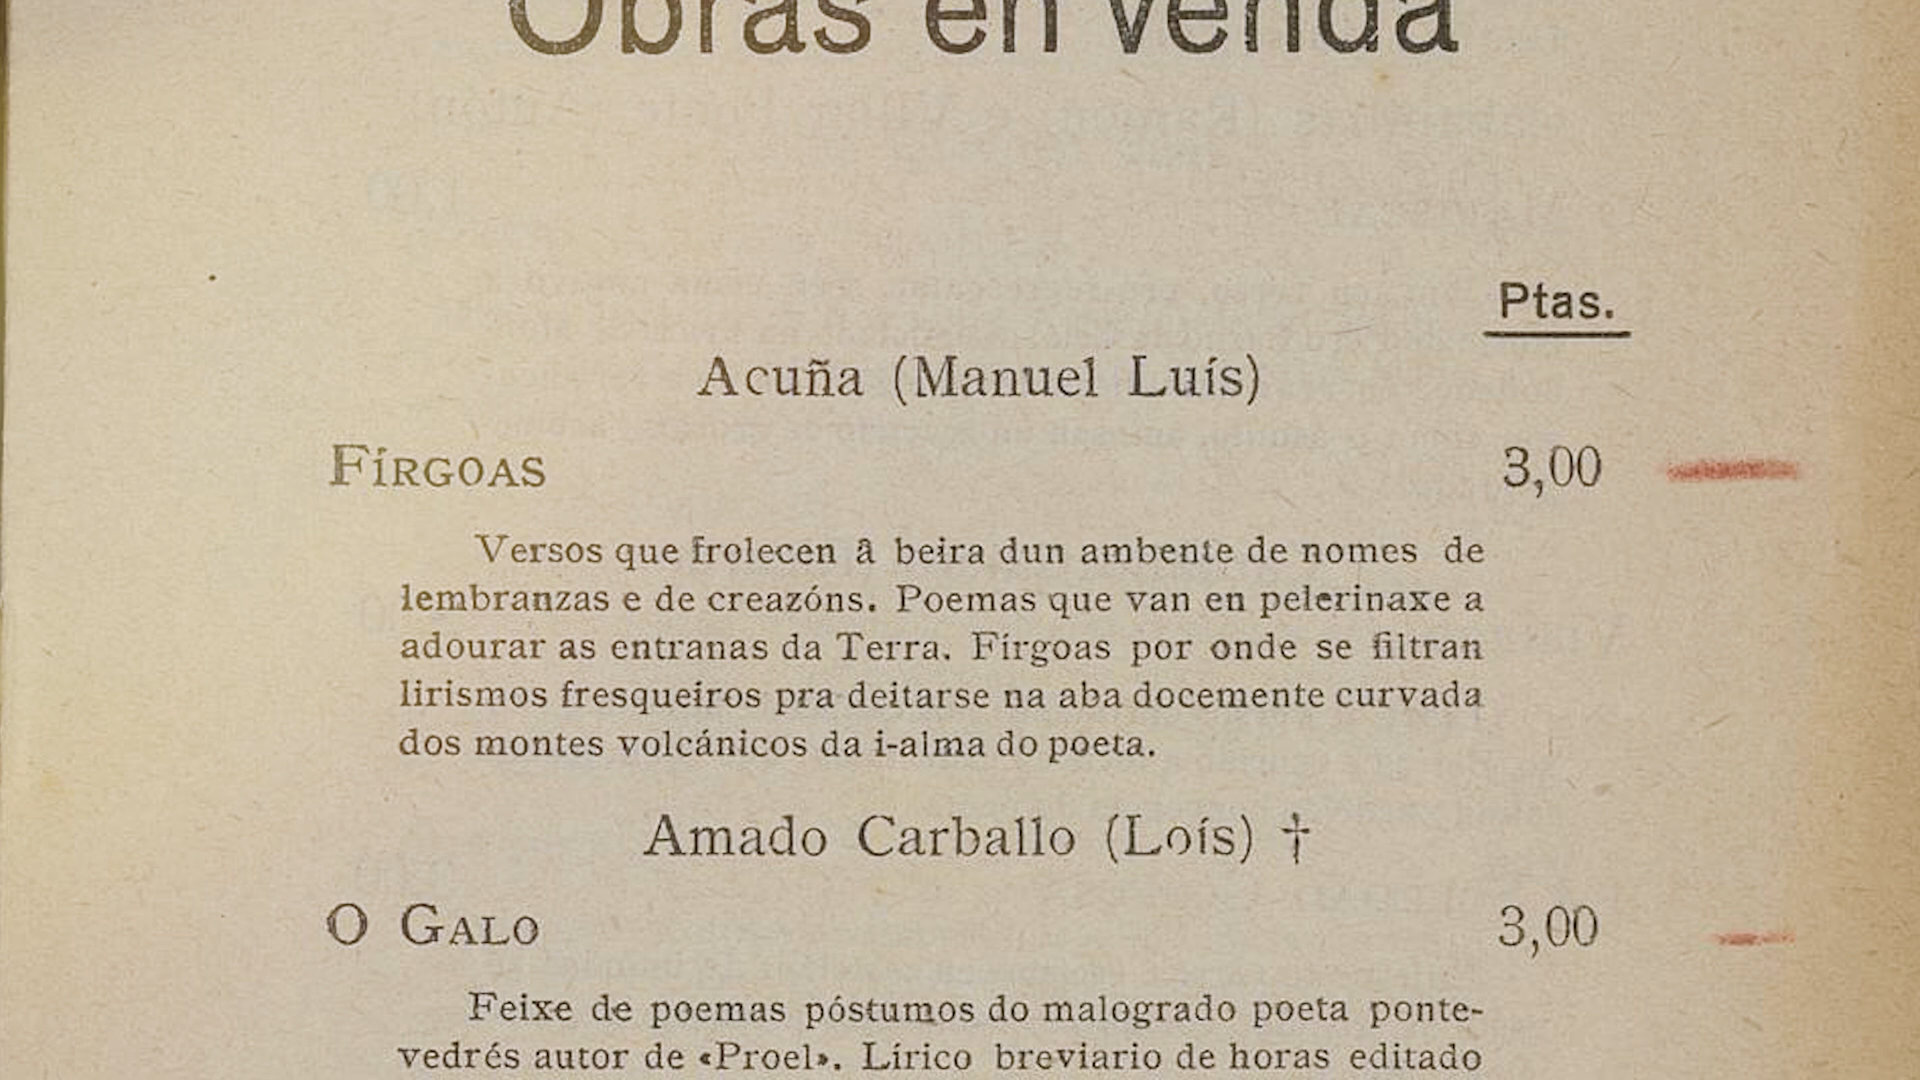 Obras en venda
Ptas.
Acuña (Manuel Luís)
FÍRGOAS 3,00
Versos que frolecen â beira dun ambente de nomes de
lembranzas e de creazóns. Poemas que van en pelerinaxe a
adourar as entranas da Terra. Fírgoas por onde se filtran
lirismos fresqueiros pra deitarse na aba docemente curvada
dos montes volcánicos da i-alma do poeta.
Amado Carballo (Loís) †
O GALO 3,00
Feixe de poemas póstumos do malogrado poeta ponte-
vedrés autor de «Proel». Lírico breviario de horas editado